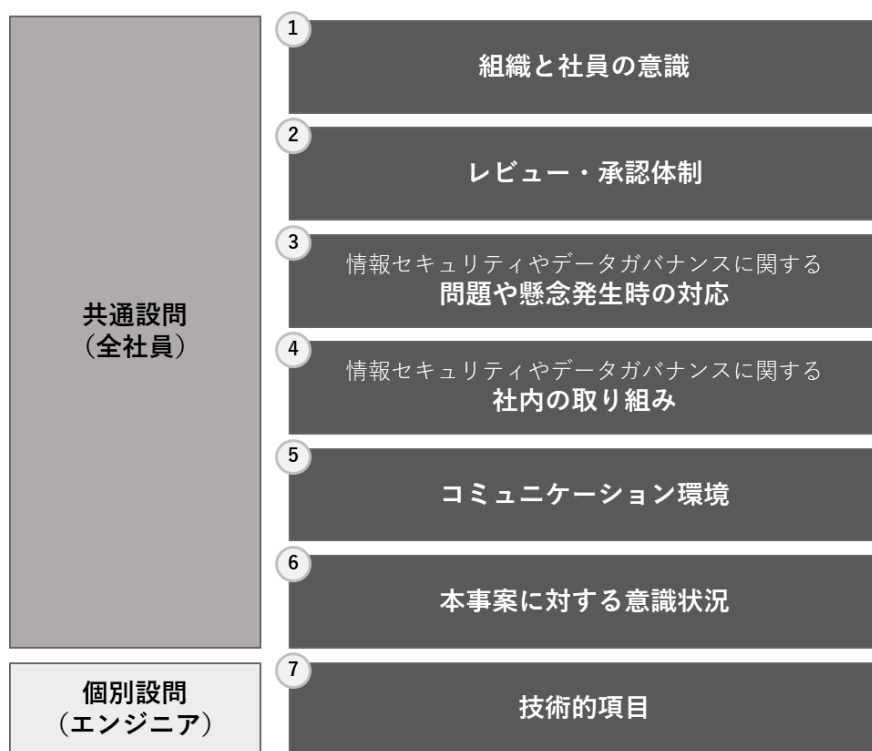 共通設問
（全社員）
1
組織と社員の意識
2
レビュー・承認体制
3
情報セキュリティやデータガバナンスに関する
問題や懸念発生時の対応
4
情報セキュリティやデータガバナンスに関する
社内の取り組み
5
コミュニケーション環境
6
本事案に対する意識状況
個別設問
（エンジニア）
7
技術的項目